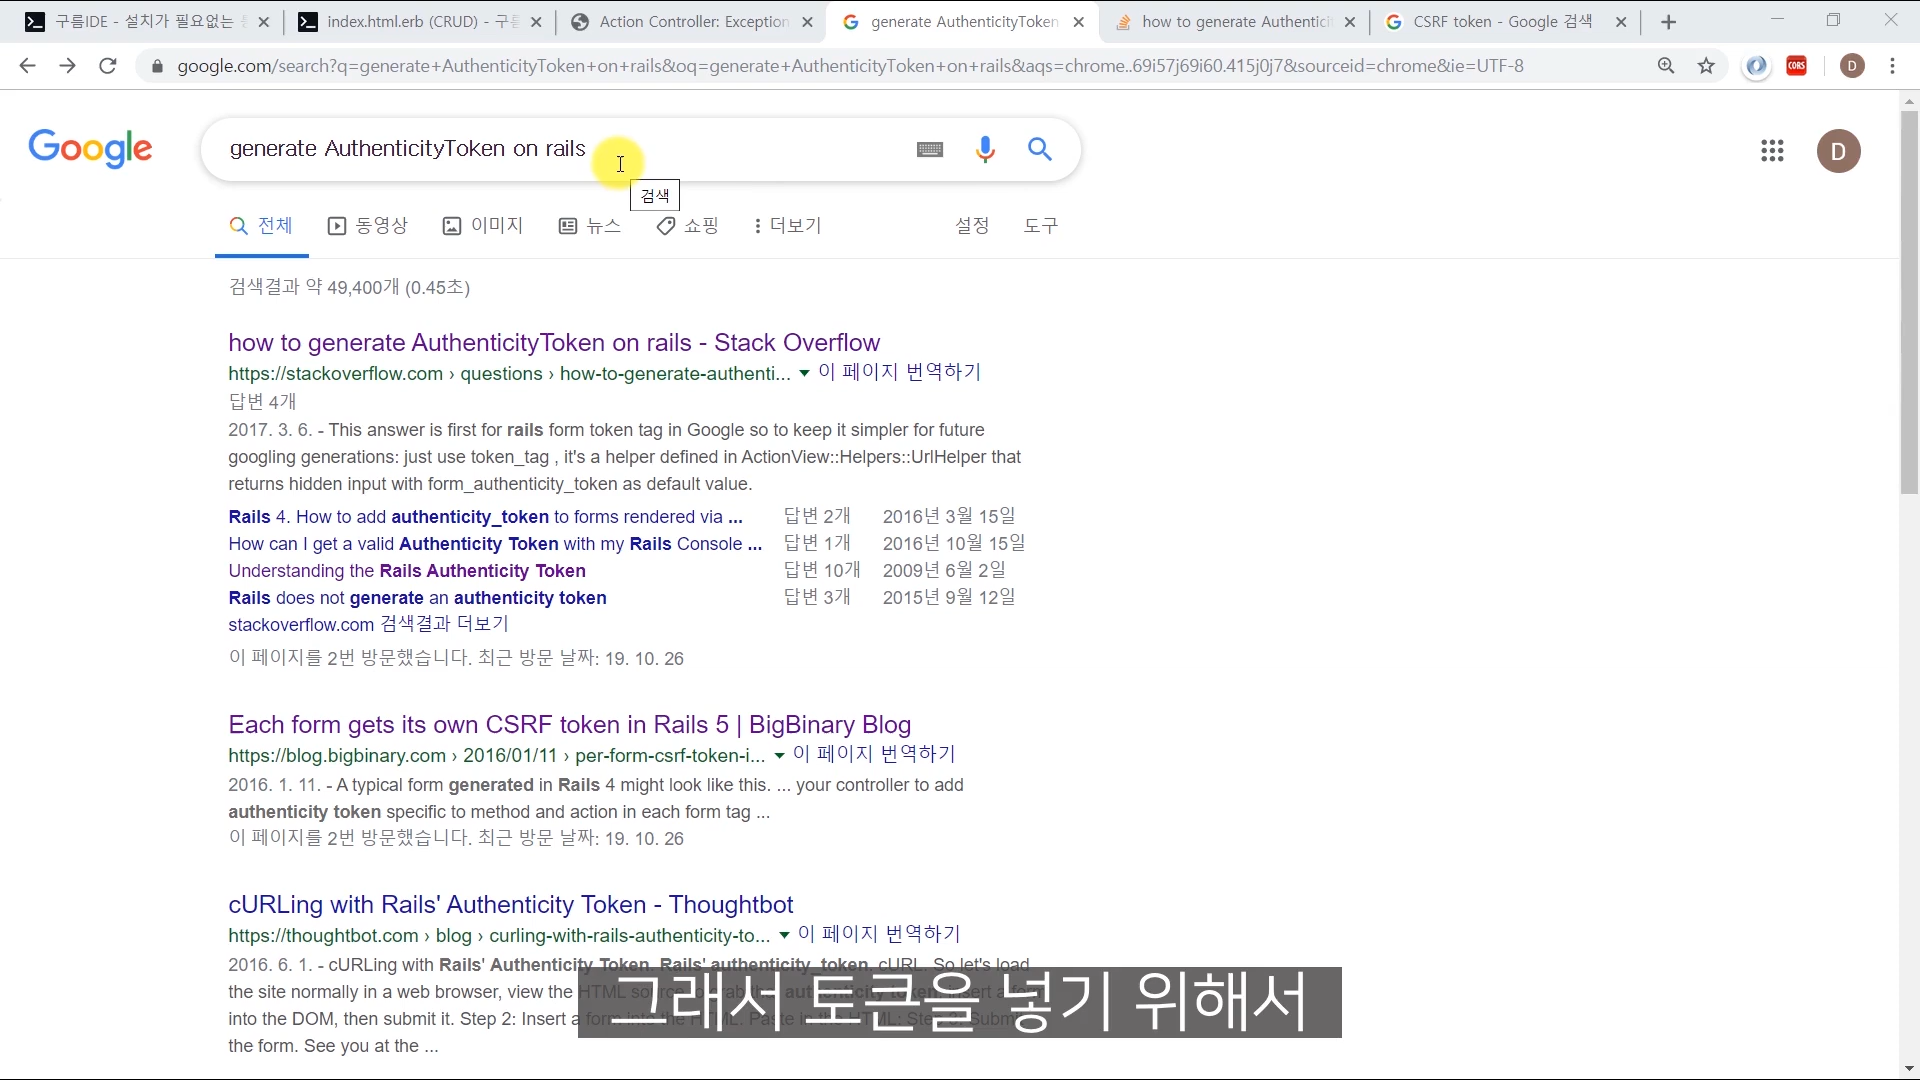 구름IDE - 설치가 필요없는
index.html.erb (CRUD) - 구름
Action Controller: Exception
generate AuthenticityToken
how to generate Authentici
CSRF token - Google 검색
google.com/search?q=generate+AuthenticityToken+on+rails&oq=generate+AuthenticityToken+on+rails&aqs=chrome..69i57j69i60.415j0j7&sourceid=chrome&ie=UTF-8
CORS
D
Google
generate AuthenticityToken on rails
D
검색
전체
동영상
이미지
뉴스
쇼핑
더보기
설정
도구
검색결과 약 49,400개 (0.45초)
how to generate AuthenticityToken on rails - Stack Overflow
https://stackoverflow.com › questions › how-to-generate-authenti... 이 페이지 번역하기
답변 4개
2017. 3. 6. - This answer is first for rails form token tag in Google so to keep it simpler for future
googling generations: just use token_tag , it's a helper defined in ActionView::Helpers::UrlHelper that
returns hidden input with form_authenticity_token as default value.
Rails 4. How to add authenticity_token to forms rendered via ... 답변 2개 2016년 3월 15일
How can I get a valid Authenticity Token with my Rails Console ... 답변 1개 2016년 10월 15일
Understanding the Rails Authenticity Token 답변 10개 2009년 6월 2일
Rails does not generate an authenticity token 답변 3개 2015년 9월 12일
stackoverflow.com 검색결과 더보기
이 페이지를 2번 방문했습니다. 최근 방문 날짜: 19. 10. 26
Each form gets its own CSRF token in Rails 5 | BigBinary Blog
https://blog.bigbinary.com › 2016/01/11 › per-form-csrf-token-i... 이 페이지 번역하기
2016. 1. 11. - A typical form generated in Rails 4 might look like this. ... your controller to add
authenticity token specific to method and action in each form tag ...
이 페이지를 2번 방문했습니다. 최근 방문 날짜: 19. 10. 26
cURLing with Rails' Authenticity Token - Thoughtbot
https://thoughtbot.com › blog › curling-with-rails-authenticity-to... 이 페이지 번역하기
2016. 6. 1. - cURLing with Rails' Authenticity Token. Rails' authenticity_token. cURL. So let's load
the site normally in a web browser, view the HTML
into the DOM, then submit it. Step 2: Insert a
the form. See you at the ...
그래서 토큰을 넣기 위해서